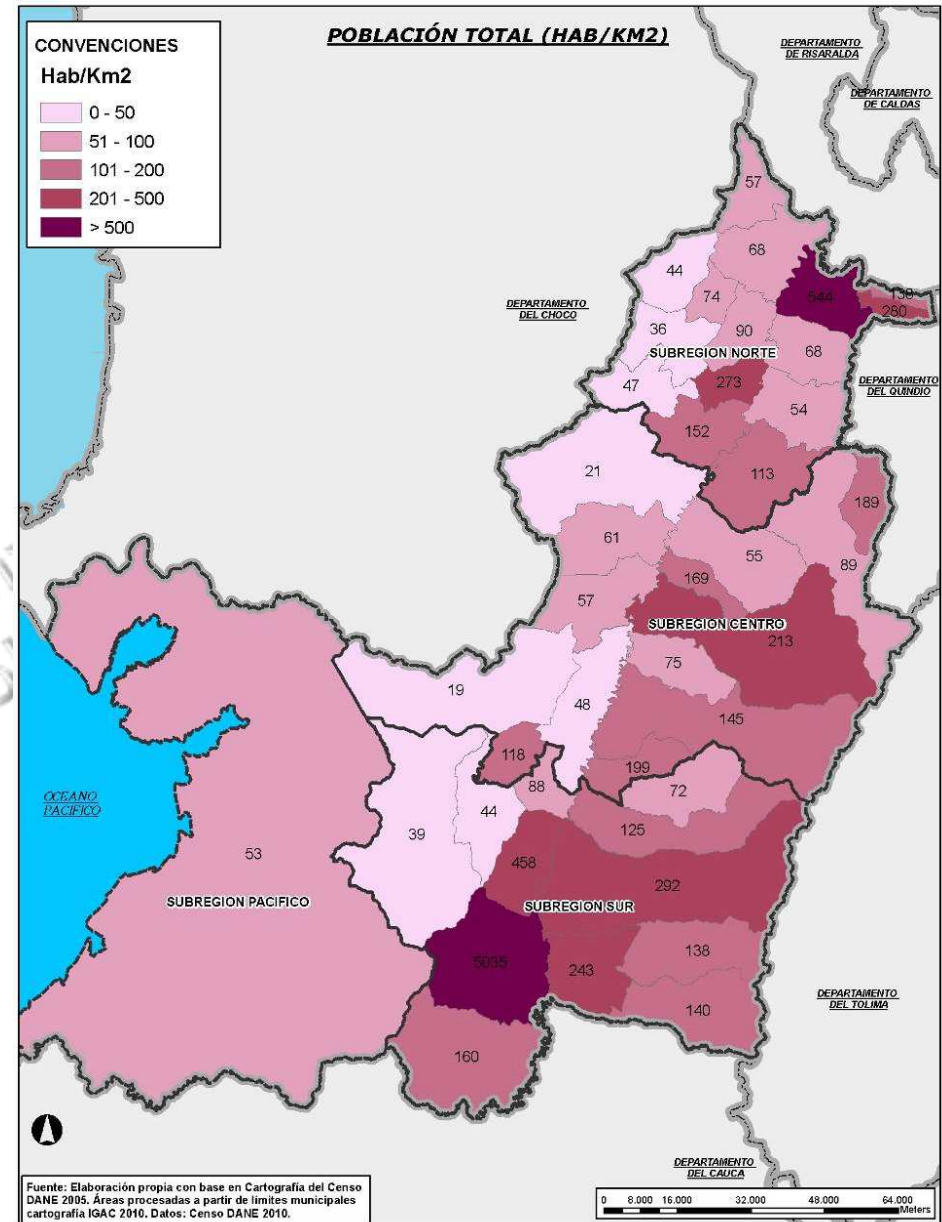 POBLACIÓN TOTAL (HAB/KM2)
CONVENCIONES
Hab/Km2
0 - 50
51 - 100
101 - 200
201 - 500
> 500
DEPARTAMENTO
DE RISARALDA
DEPARTAMENTO
DE CALDAS
57
68
44
544
138
280
74
DEPARTAMENTO
DEL CHOCO
36
90
SUBREGION NORTE
68
47
273
DEPARTAMENTO
DEL QUINDIO
54
152
21
113
189
61
55
89
169
57
SUBREGION CENTRO
213
75
19
48
145
118
199
88
72
OCEANO
PACIFICO
44
39
125
53
458
292
SUBREGION PACIFICO
SUBREGION SUR
138
5035
243
DEPARTAMENTO
DEL TOLIMA
140
160
DEPARTAMENTO
DEL CAUCA
Fuente: Elaboración propia con base en Cartografía del Censo
DANE 2005. Áreas procesadas a partir de límites municipales
cartografía IGAC 2010. Datos: Censo DANE 2010.
0 8.000 16.000 32.000 48.000 64.000
Meters